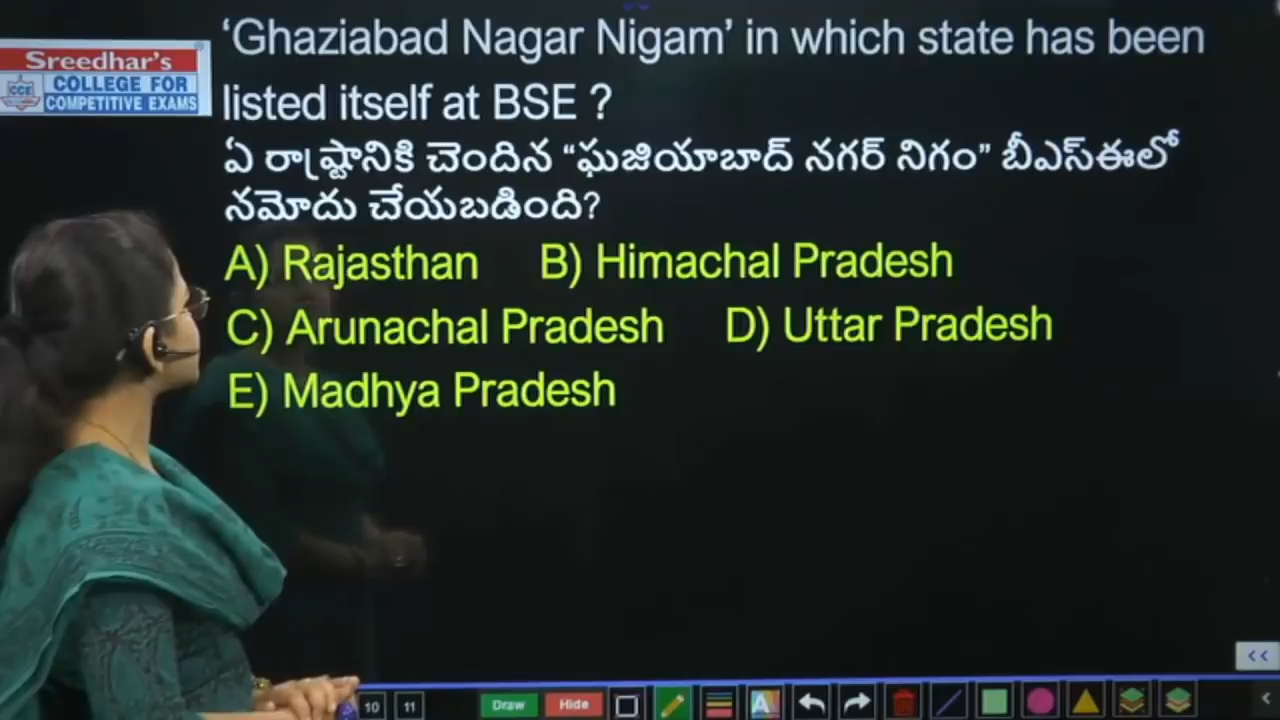 ‘Ghaziabad Nagar Nigam’ in which state has been
Sreedhar's
COLLEGE FOR
CCE
COMPETITIVE EXAMS
listed itself at BSE ?
ఏ రాష్ట్రానికి చెందిన “ఘజియాబాద్ నగర్ నిగం” బీఎస్ఈలో
నమోదు చేయబడింది?
A) Rajasthan B) Himachal Pradesh
C) Arunachal Pradesh D) Uttar Pradesh
E) Madhya Pradesh
<<
10 11 Draw Hide A